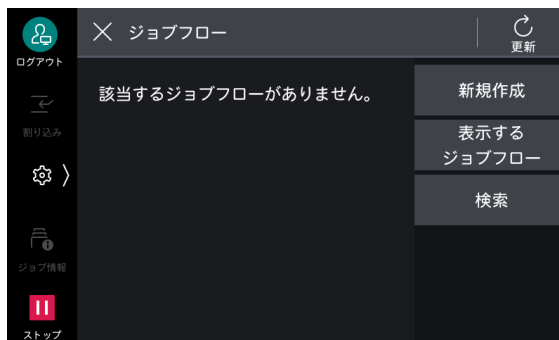 ログアウト
ジョブフロー
更新
割り込み
該当するジョブフローがありません。
新規作成
表示する
ジョブフロー
検索
ジョブ情報
ストップ